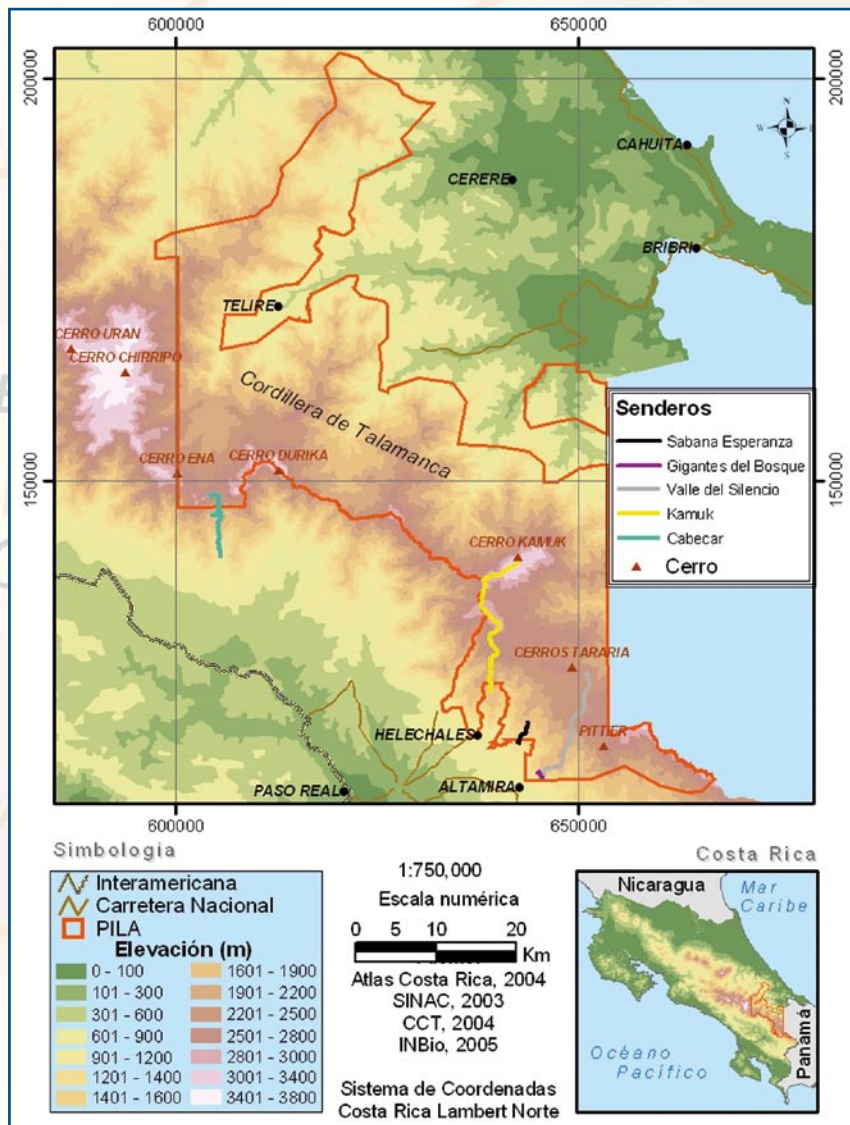 600000
650000
200000
200000
CAHUITA
CERERE
BRIBRI
TELIRE
CERRO URAN
CERRO CHIRRIPO
Cordillera de Talamanca
Senderos
Sabana Esperanza
Gigantes del Bosque
Valle del Silencio
Kamuk
Cabecar
Cerro
CERRO ENA
CERRO DURIKA
150000
150000
CERRO KAMUK
CERROS TARARIA
HELECHALES
PITTIER
PASO REAL
ALTAMIRA
600000
650000
Simbología
Interamericana
Carretera Nacional
PILA
Elevación (m)
0 - 100
101 - 300
301 - 600
601 - 900
901 - 1200
1201 - 1400
1401 - 1600
1601 - 1900
1901 - 2200
2201 - 2500
2501 - 2800
2801 - 3000
3001 - 3400
3401 - 3800
1:750,000
Escala numérica
0 5 10 20
Km
Atlas Costa Rica, 2004
SINAC, 2003
CCT, 2004
INBio, 2005
Sistema de Coordenadas
Costa Rica Lambert Norte
Costa Rica
Nicaragua
Mar
Caribe
Panamá
Océano
Pacífico
N
W
S